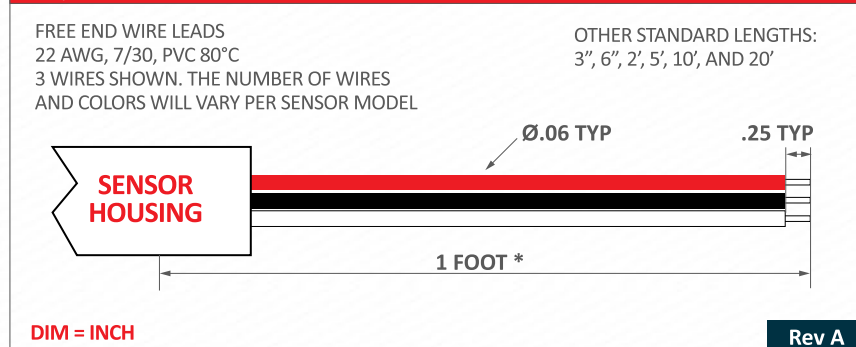 FREE END WIRE LEADS
22 AWG, 7/30, PVC 80°C
3 WIRES SHOWN. THE NUMBER OF WIRES
AND COLORS WILL VARY PER SENSOR MODEL
OTHER STANDARD LENGTHS:
3”, 6”, 2’, 5’, 10’, AND 20’
Ø.06 TYP
.25 TYP
SENSOR
HOUSING
1 FOOT *
DIM = INCH
Rev A